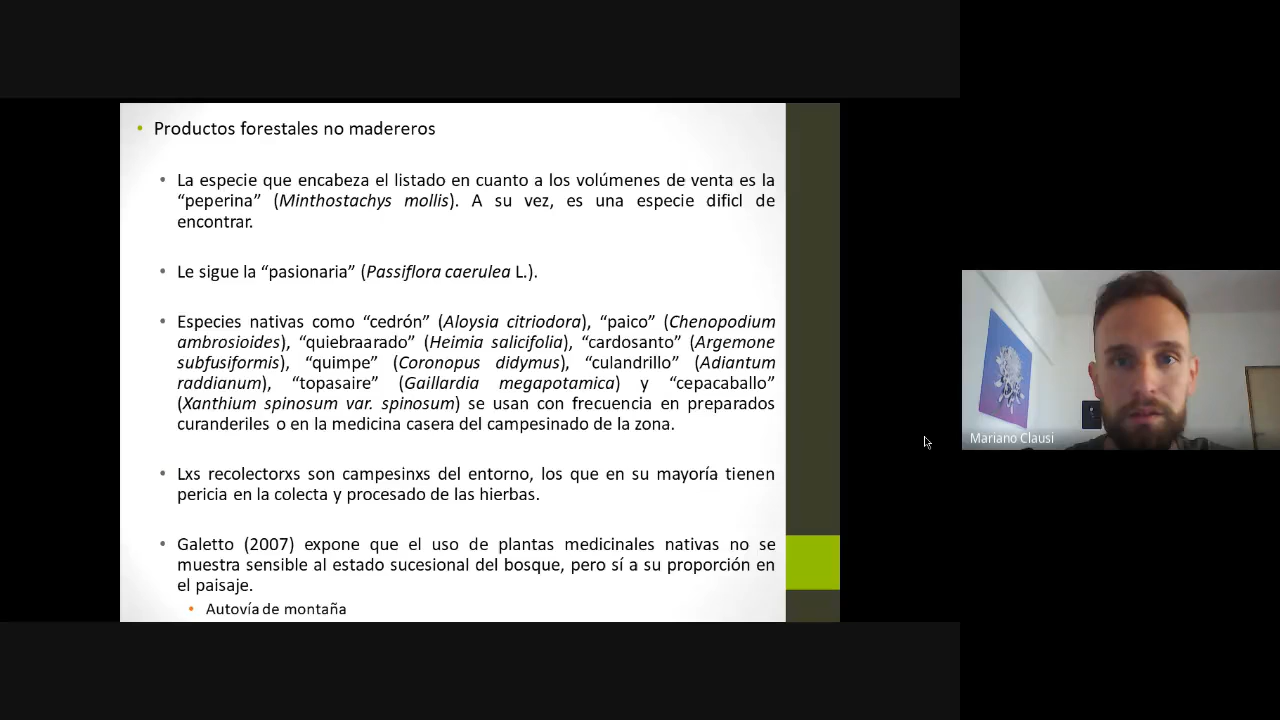 Productos forestales no madereros
La especie que encabeza el listado en cuanto a los volúmenes de venta es la
“peperina” (Minthostachys mollis). A su vez, es una especie dificl de
encontrar.
Le sigue la “pasionaria” (Passiflora caerulea L.).
Especies nativas como “cedrón” (Aloysia citriodora), “paico” (Chenopodium
ambrosioides), “quiebraarado” (Heimia salicifolia), “cardosanto” (Argemone
subfusiformis), “quimpe” (Coronopus didymus), “culandrillo” (Adiantum
raddianum), “topasaire” (Gaillardia megapotamica) y “cepacaballo”
(Xanthium spinosum var. spinosum) se usan con frecuencia en preparados
curanderiles o en la medicina casera del campesinado de la zona.
Lxs recolectorxs son campesinxs del entorno, los que en su mayoría tienen
pericia en la colecta y procesado de las hierbas.
Galetto (2007) expone que el uso de plantas medicinales nativas no se
muestra sensible al estado sucesional del bosque, pero sí a su proporción en
el paisaje.
Autovía de montaña
Mariano Clausi